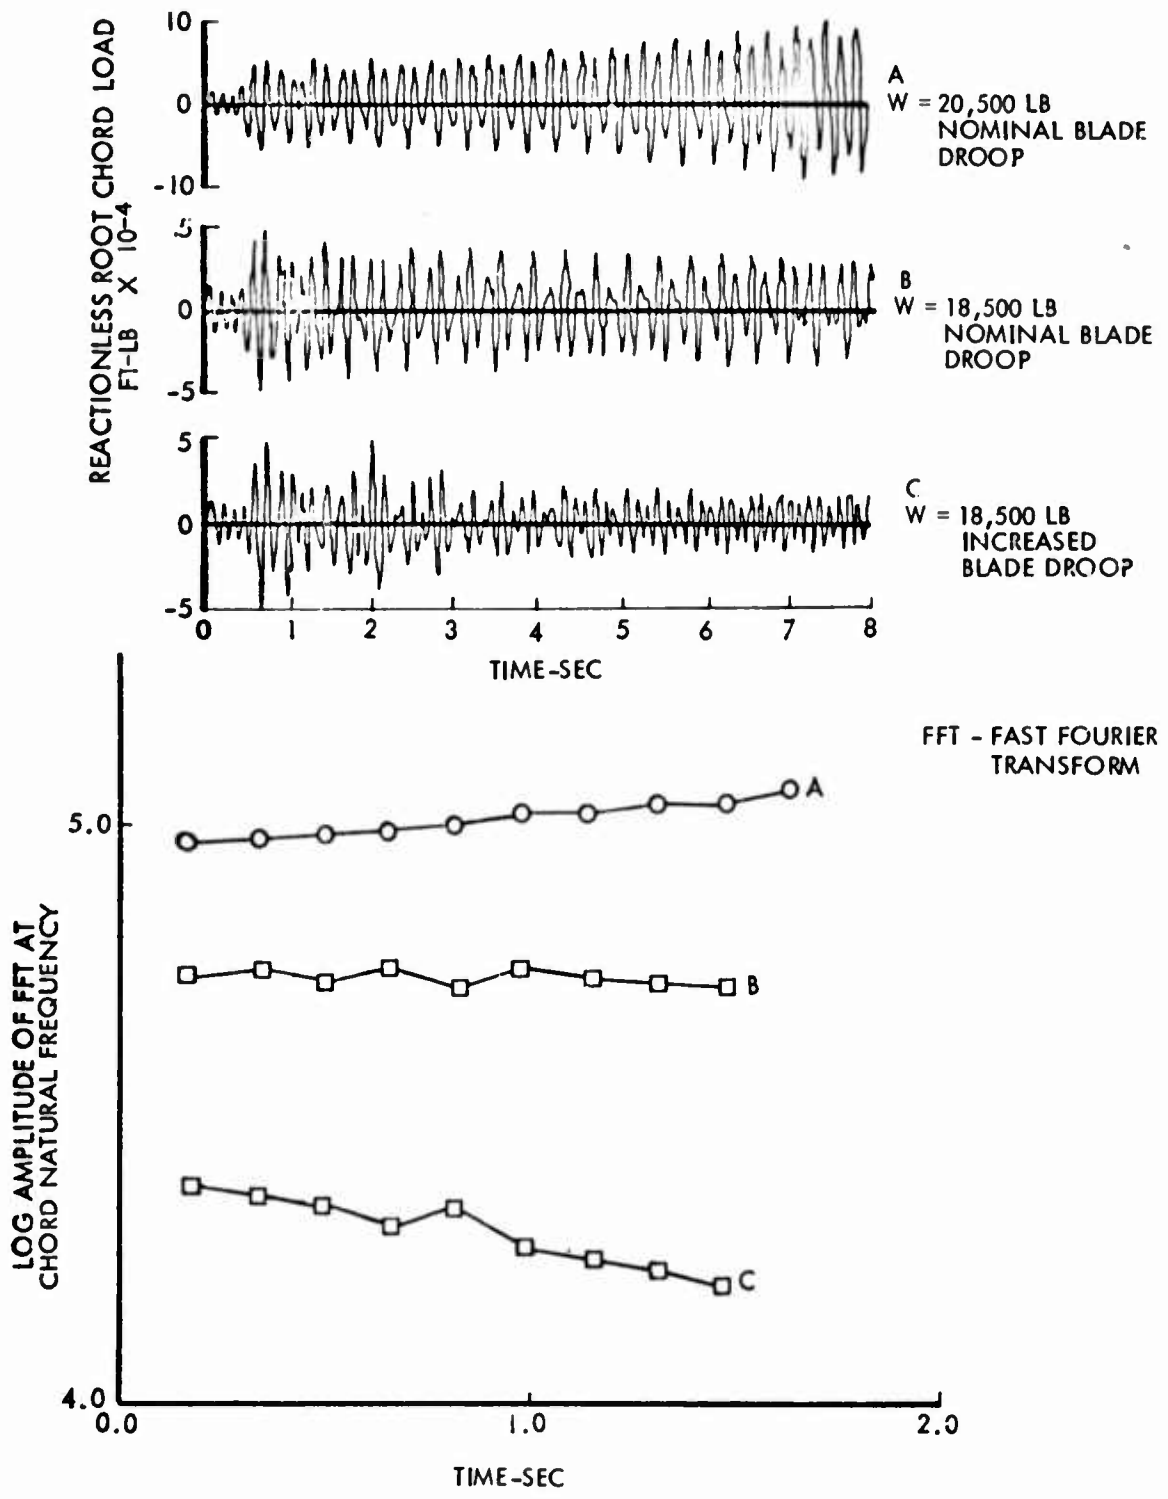 REACTIONLESS ROOT CHORD LOAD
FT-LB X 10-4
10
0
-10
A
W = 20,500 LB
NOMINAL BLADE
DROOP
5
0
-5
B
W = 18,500 LB
NOMINAL BLADE
DROOP
5
0
-5
C
W = 18,500 LB
INCREASED
BLADE DROOP
0 1 2 3 4 5 6 7 8
TIME-SEC
FFT - FAST FOURIER
TRANSFORM
LOG AMPLITUDE OF FFT AT
CHORD NATURAL FREQUENCY
5.0
A
B
C
4.0
0.0 1.0 2.0
TIME-SEC